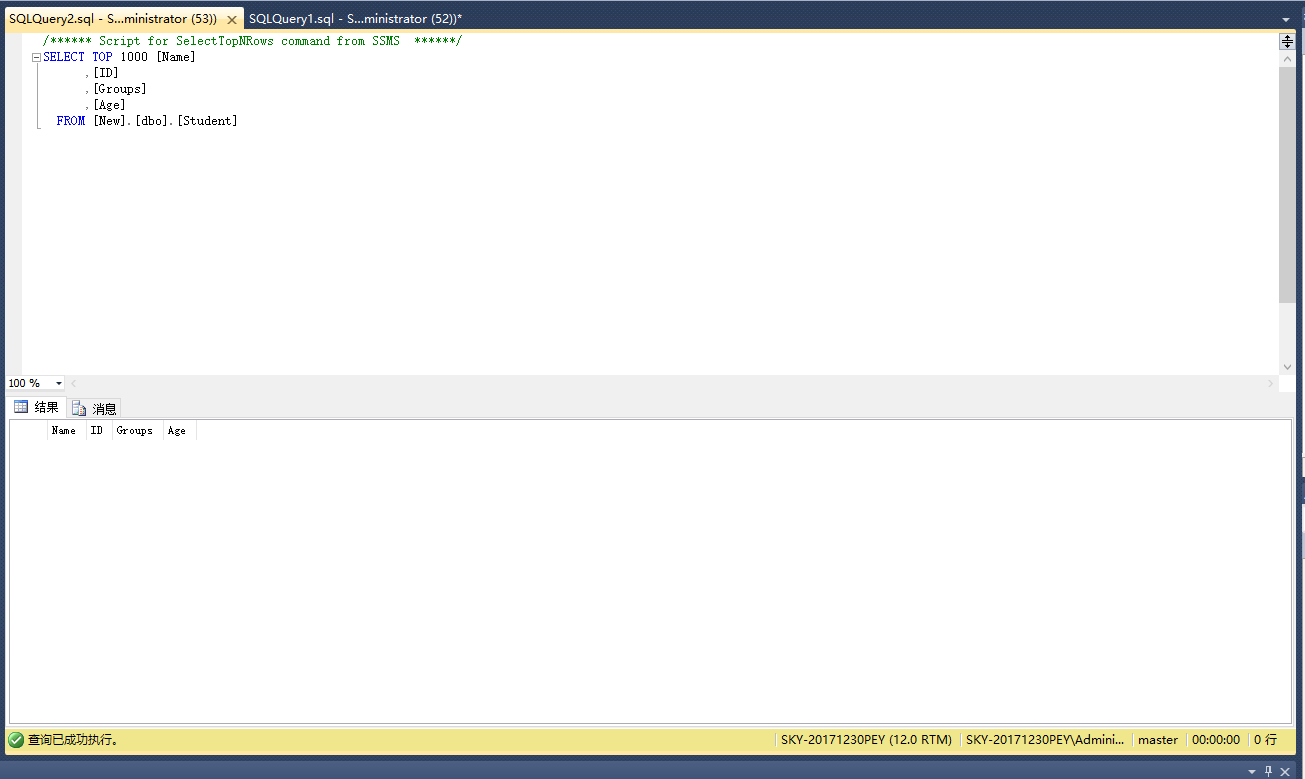 SQLQuery2.sql - S...ministrator (53)) SQLQuery1.sql - S...ministrator (52))*
/****** Script for SelectTopNRows command from SSMS ******/
SELECT TOP 1000 [Name]
,[ID]
,[Groups]
,[Age]
FROM [New].[dbo].[Student]
100 %
结果 消息
Name ID Groups Age
查询已成功执行。 SKY-20171230PEY (12.0 RTM) SKY-20171230PEY\Admini... master 00:00:00 0 行